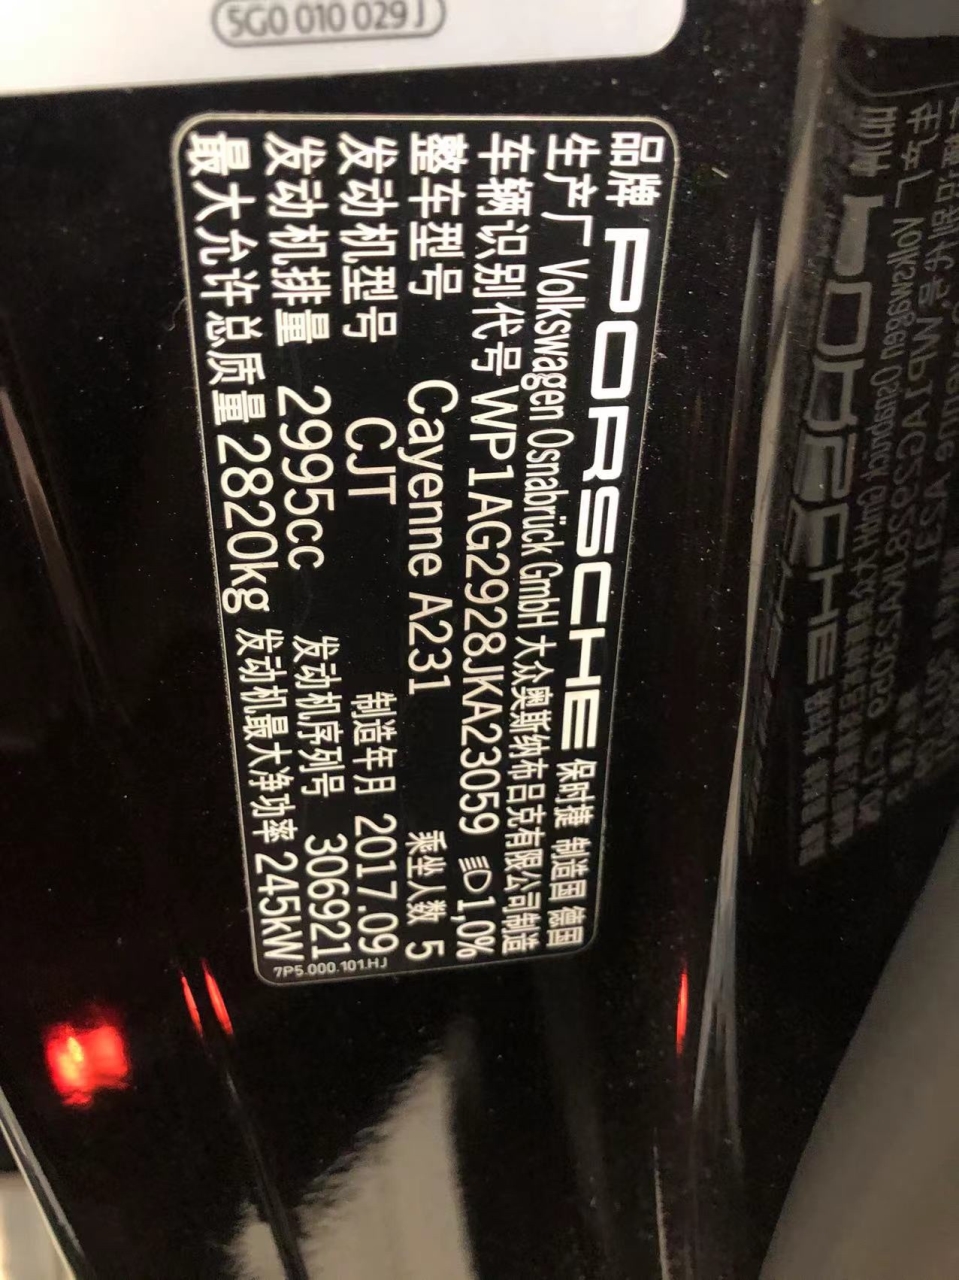 5G0 010 029 J
品牌 PORSCHE 保时捷 制造国 德国
生产厂 Volkswagen Osnabrück GmbH 大众奥斯纳布吕克有限公司制造
车辆识别代号 WP1AG2928JKA23059 1,0%
整车型号 Cayenne A231 乘坐人数 5
发动机型号 CJT 制造年月 2017.09
发动机排量 2995cc 发动机序列号 306921
最大允许总质量 2820kg 发动机最大净功率 245kW
7P5.000.101.HJ